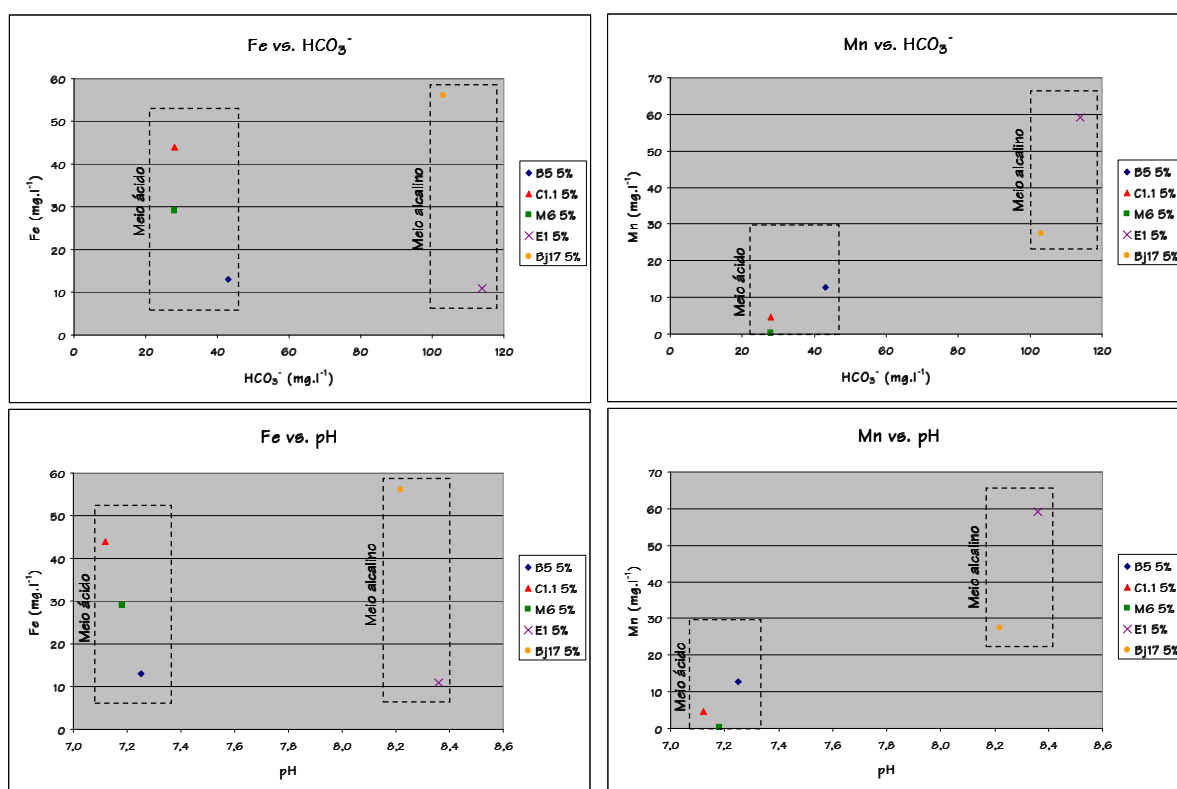 Fe vs. HCO₃⁻
Fe (mg.l⁻¹)
60
50
40
30
20
10
0
Meio ácido
Meio alcalino
0 20 40 60 80 100 120
HCO₃⁻ (mg.l⁻¹)
B5 5%
C1.1 5%
M6 5%
E1 5%
Bj17 5%
Mn vs. HCO₃⁻
Mn (mg.l⁻¹)
70
60
50
40
30
20
10
0
Meio ácido
Meio alcalino
0 20 40 60 80 100 120
HCO₃⁻ (mg.l⁻¹)
B5 5%
C1.1 5%
M6 5%
E1 5%
Bj17 5%
Fe vs. pH
Fe (mg.l⁻¹)
60
50
40
30
20
10
0
Meio ácido
Meio alcalino
7,0 7,2 7,4 7,6 7,8 8,0 8,2 8,4 8,6
pH
B5 5%
C1.1 5%
M6 5%
E1 5%
Bj17 5%
Mn vs. pH
Mn (mg.l⁻¹)
70
60
50
40
30
20
10
0
Meio ácido
Meio alcalino
7,0 7,2 7,4 7,6 7,8 8,0 8,2 8,4 8,6
pH
B5 5%
C1.1 5%
M6 5%
E1 5%
Bj17 5%